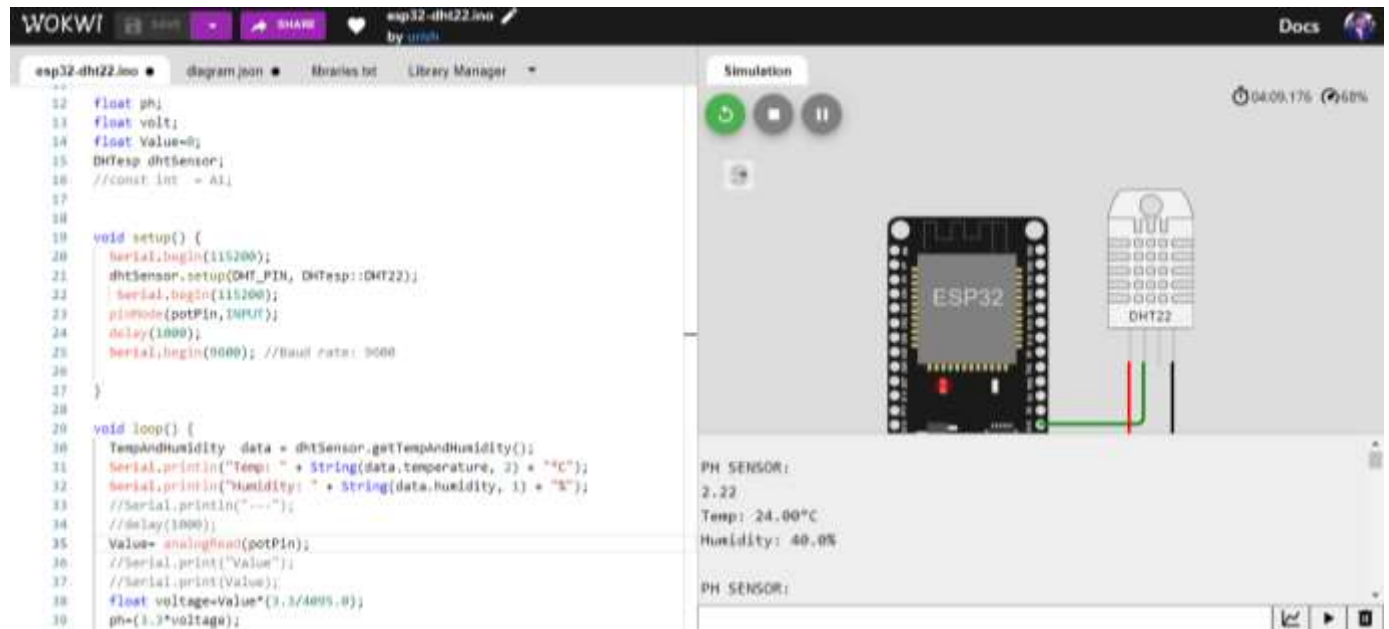 WOKWI SAVE SHARE esp32-dht22.ino
by urish
Docs
esp32-dht22.ino ● diagram.json ● libraries.txt Library Manager
12 float ph;
13 float volt;
14 float Value=0;
15 DHTesp dhtSensor;
16 //const int = A1;
17
18
19 void setup() {
20 Serial.begin(115200);
21 dhtSensor.setup(DHT_PIN, DHTesp::DHT22);
22 Serial.begin(115200);
23 pinMode(potPin,INPUT);
24 delay(1000);
25 Serial.begin(9600); //Baud rate: 9600
26
27 }
28
29 void loop() {
30 TempAndHumidity data = dhtSensor.getTempAndHumidity();
31 Serial.println("Temp: " + String(data.temperature, 2) + "°C");
32 Serial.println("Humidity: " + String(data.humidity, 1) + "%");
33 //Serial.println("---");
34 //delay(1000);
35 Value= analogRead(potPin);
36 //Serial.print("Value");
37 //Serial.print(Value);
38 float voltage=Value*(3.3/4095.0);
39 ph=(3.3*voltage);
Simulation
04:09.176 68%
ESP32
DHT22
PH SENSOR:
2.22
Temp: 24.00°C
Humidity: 40.0%
PH SENSOR: